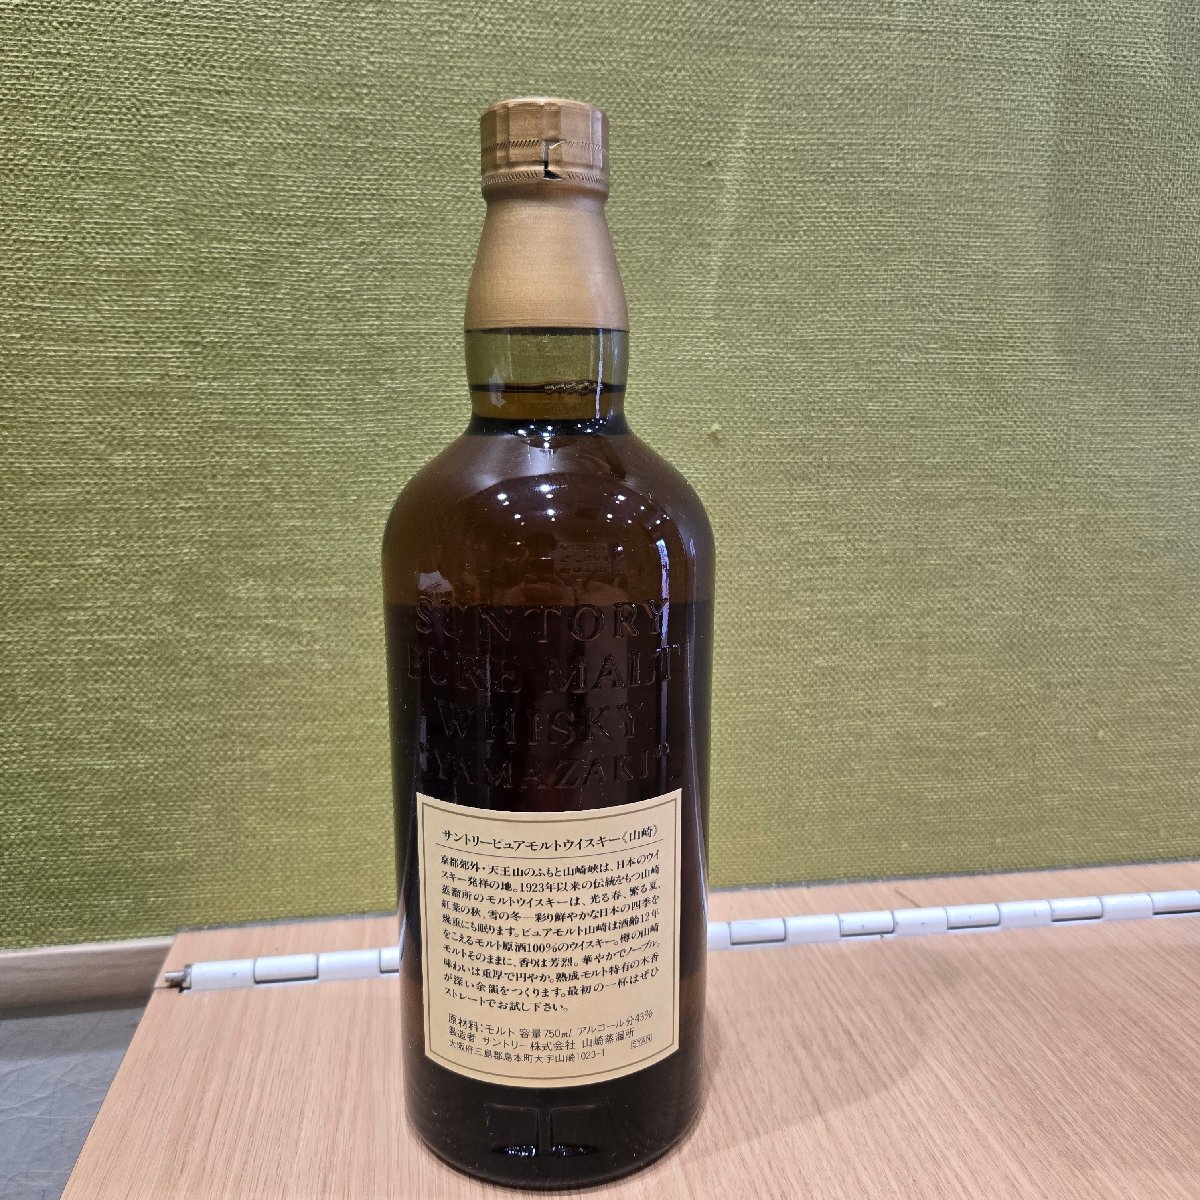 SUNTORY
PURE MALT
WHISKY
"YAMAZAKI"
サントリーピュアモルトウイスキー《山崎》
京都郊外・天王山のふもと山崎峡は、日本のウイ
スキー発祥の地。1923年以来の伝統をもつ山崎
蒸溜所のモルトウイスキーは、光る春、繁る夏、
紅葉の秋、雪の冬―彩り鮮やかな日本の四季を
幾重にも眠ります。ピュアモルト山崎は酒齢12年
をこえるモルト原酒100%のウイスキー。樽の山崎
モルトそのままに、香りは芳烈。華やかでノーブル。
味わいは重厚で円やか。熟成モルト特有の木香
が深い余韻をつくります。最初の一杯はぜひ
ストレートでお試し下さい。
原材料:モルト 容量750ml アルコール分43%
製造者 サントリー株式会社 山崎蒸溜所
大阪府三島郡島本町大字山崎1023-1 SYAR